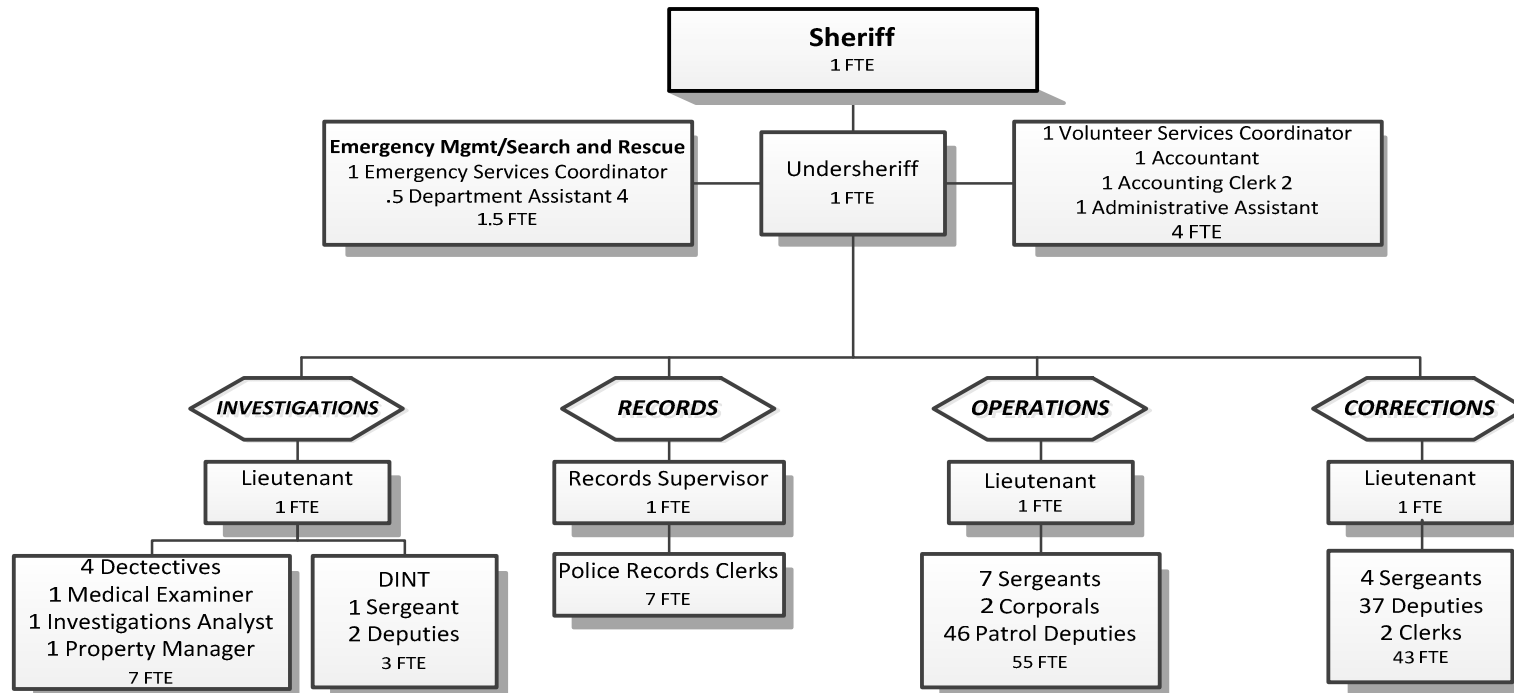 Sheriff
1 FTE
Emergency Mgmt/Search and Rescue
1 Emergency Services Coordinator
.5 Department Assistant 4
1.5 FTE
Undersheriff
1 FTE
1 Volunteer Services Coordinator
1 Accountant
1 Accounting Clerk 2
1 Administrative Assistant
4 FTE
INVESTIGATIONS
Lieutenant
1 FTE
4 Dectectives
1 Medical Examiner
1 Investigations Analyst
1 Property Manager
7 FTE
DINT
1 Sergeant
2 Deputies
3 FTE
RECORDS
Records Supervisor
1 FTE
Police Records Clerks
7 FTE
OPERATIONS
Lieutenant
1 FTE
7 Sergeants
2 Corporals
46 Patrol Deputies
55 FTE
CORRECTIONS
Lieutenant
1 FTE
4 Sergeants
37 Deputies
2 Clerks
43 FTE